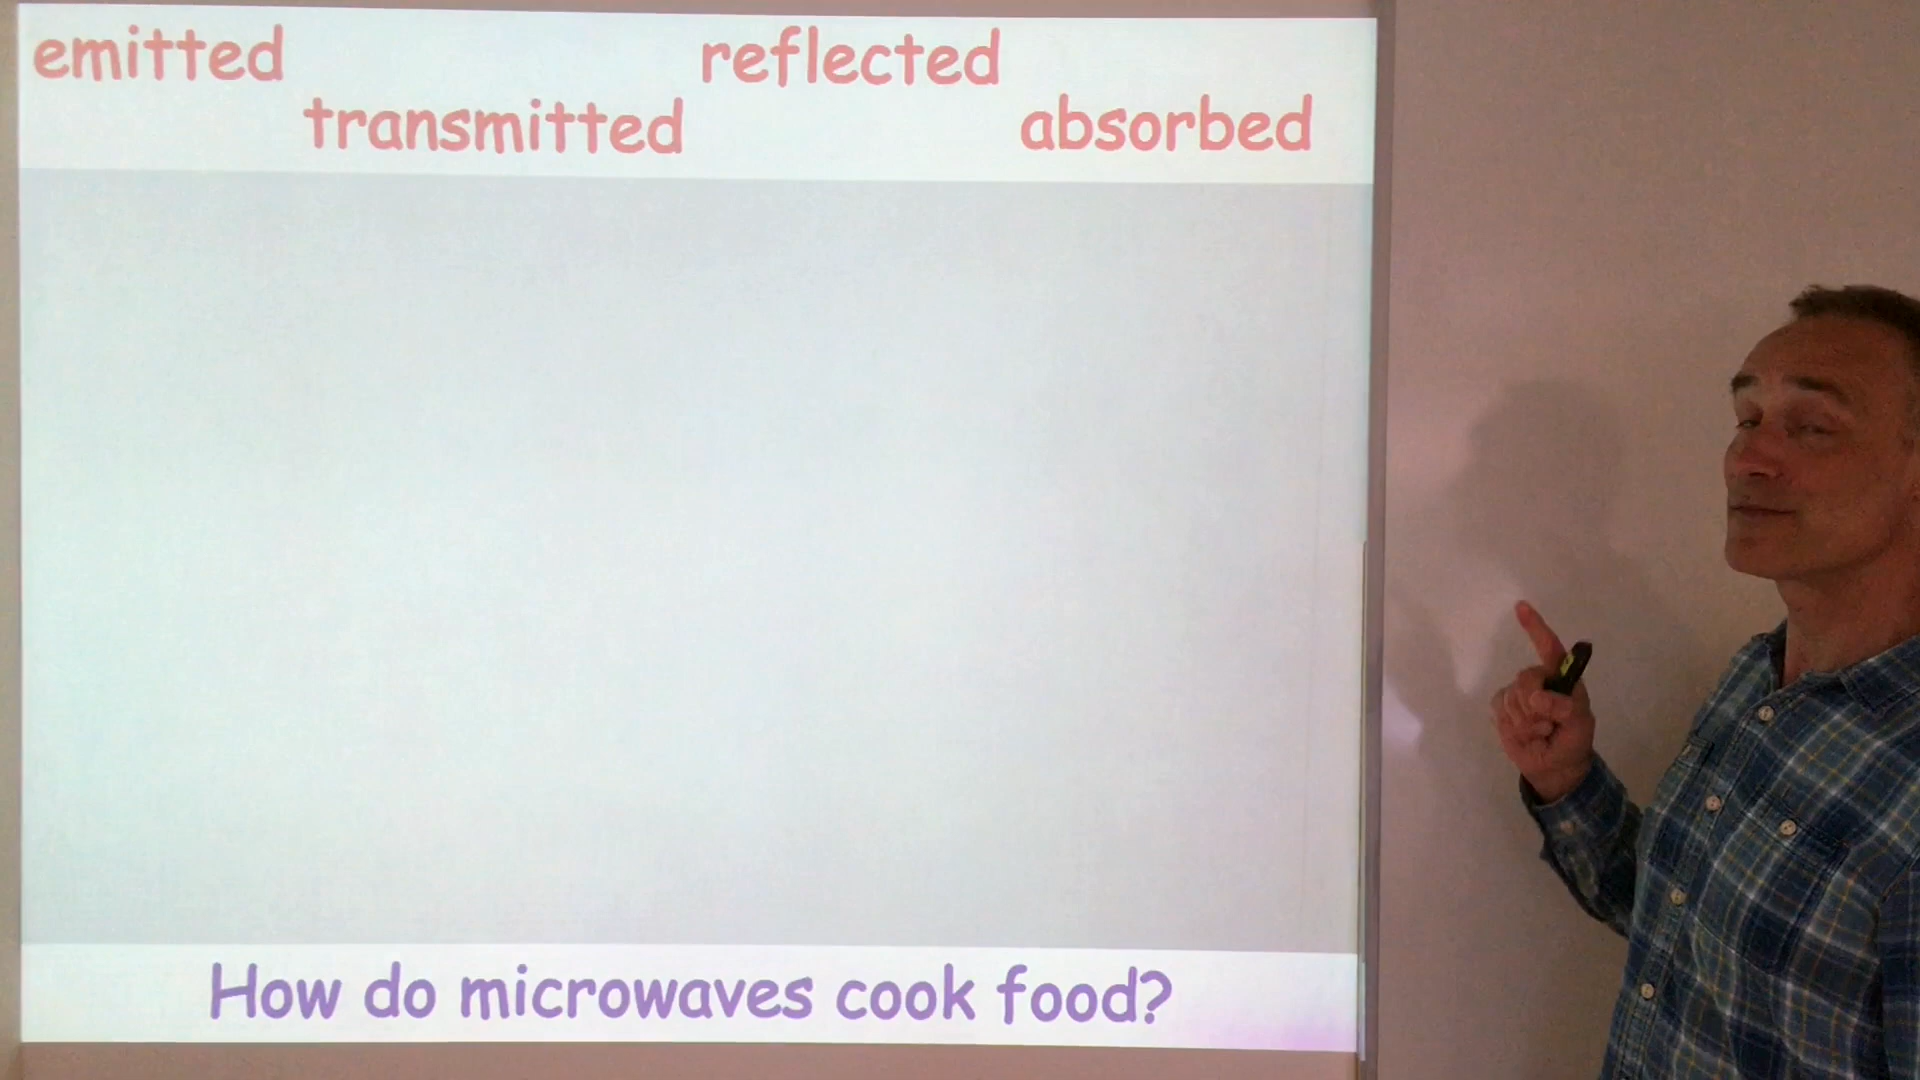 emitted
transmitted
reflected
absorbed
How do microwaves cook food?